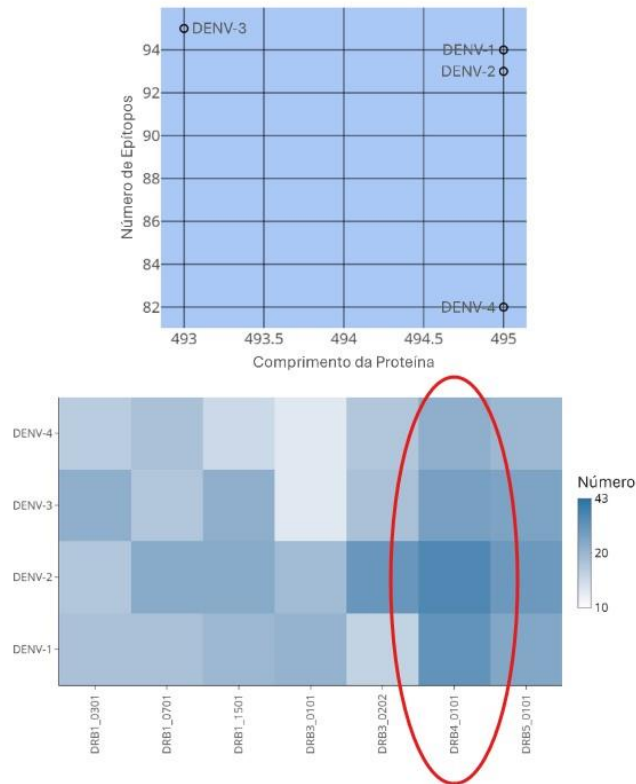 DENV-3
94
DENV-1
DENV-2
92
90
88
86
84
82
DENV-4
Número de Epítopos
493
493.5
494
494.5
495
Comprimento da Proteína
DENV-4
DENV-3
DENV-2
DENV-1
Número
43
20
10
DRB1_0301
DRB1_0701
DRB1_1501
DRB3_0101
DRB3_0202
DRB4_0101
DRB5_0101